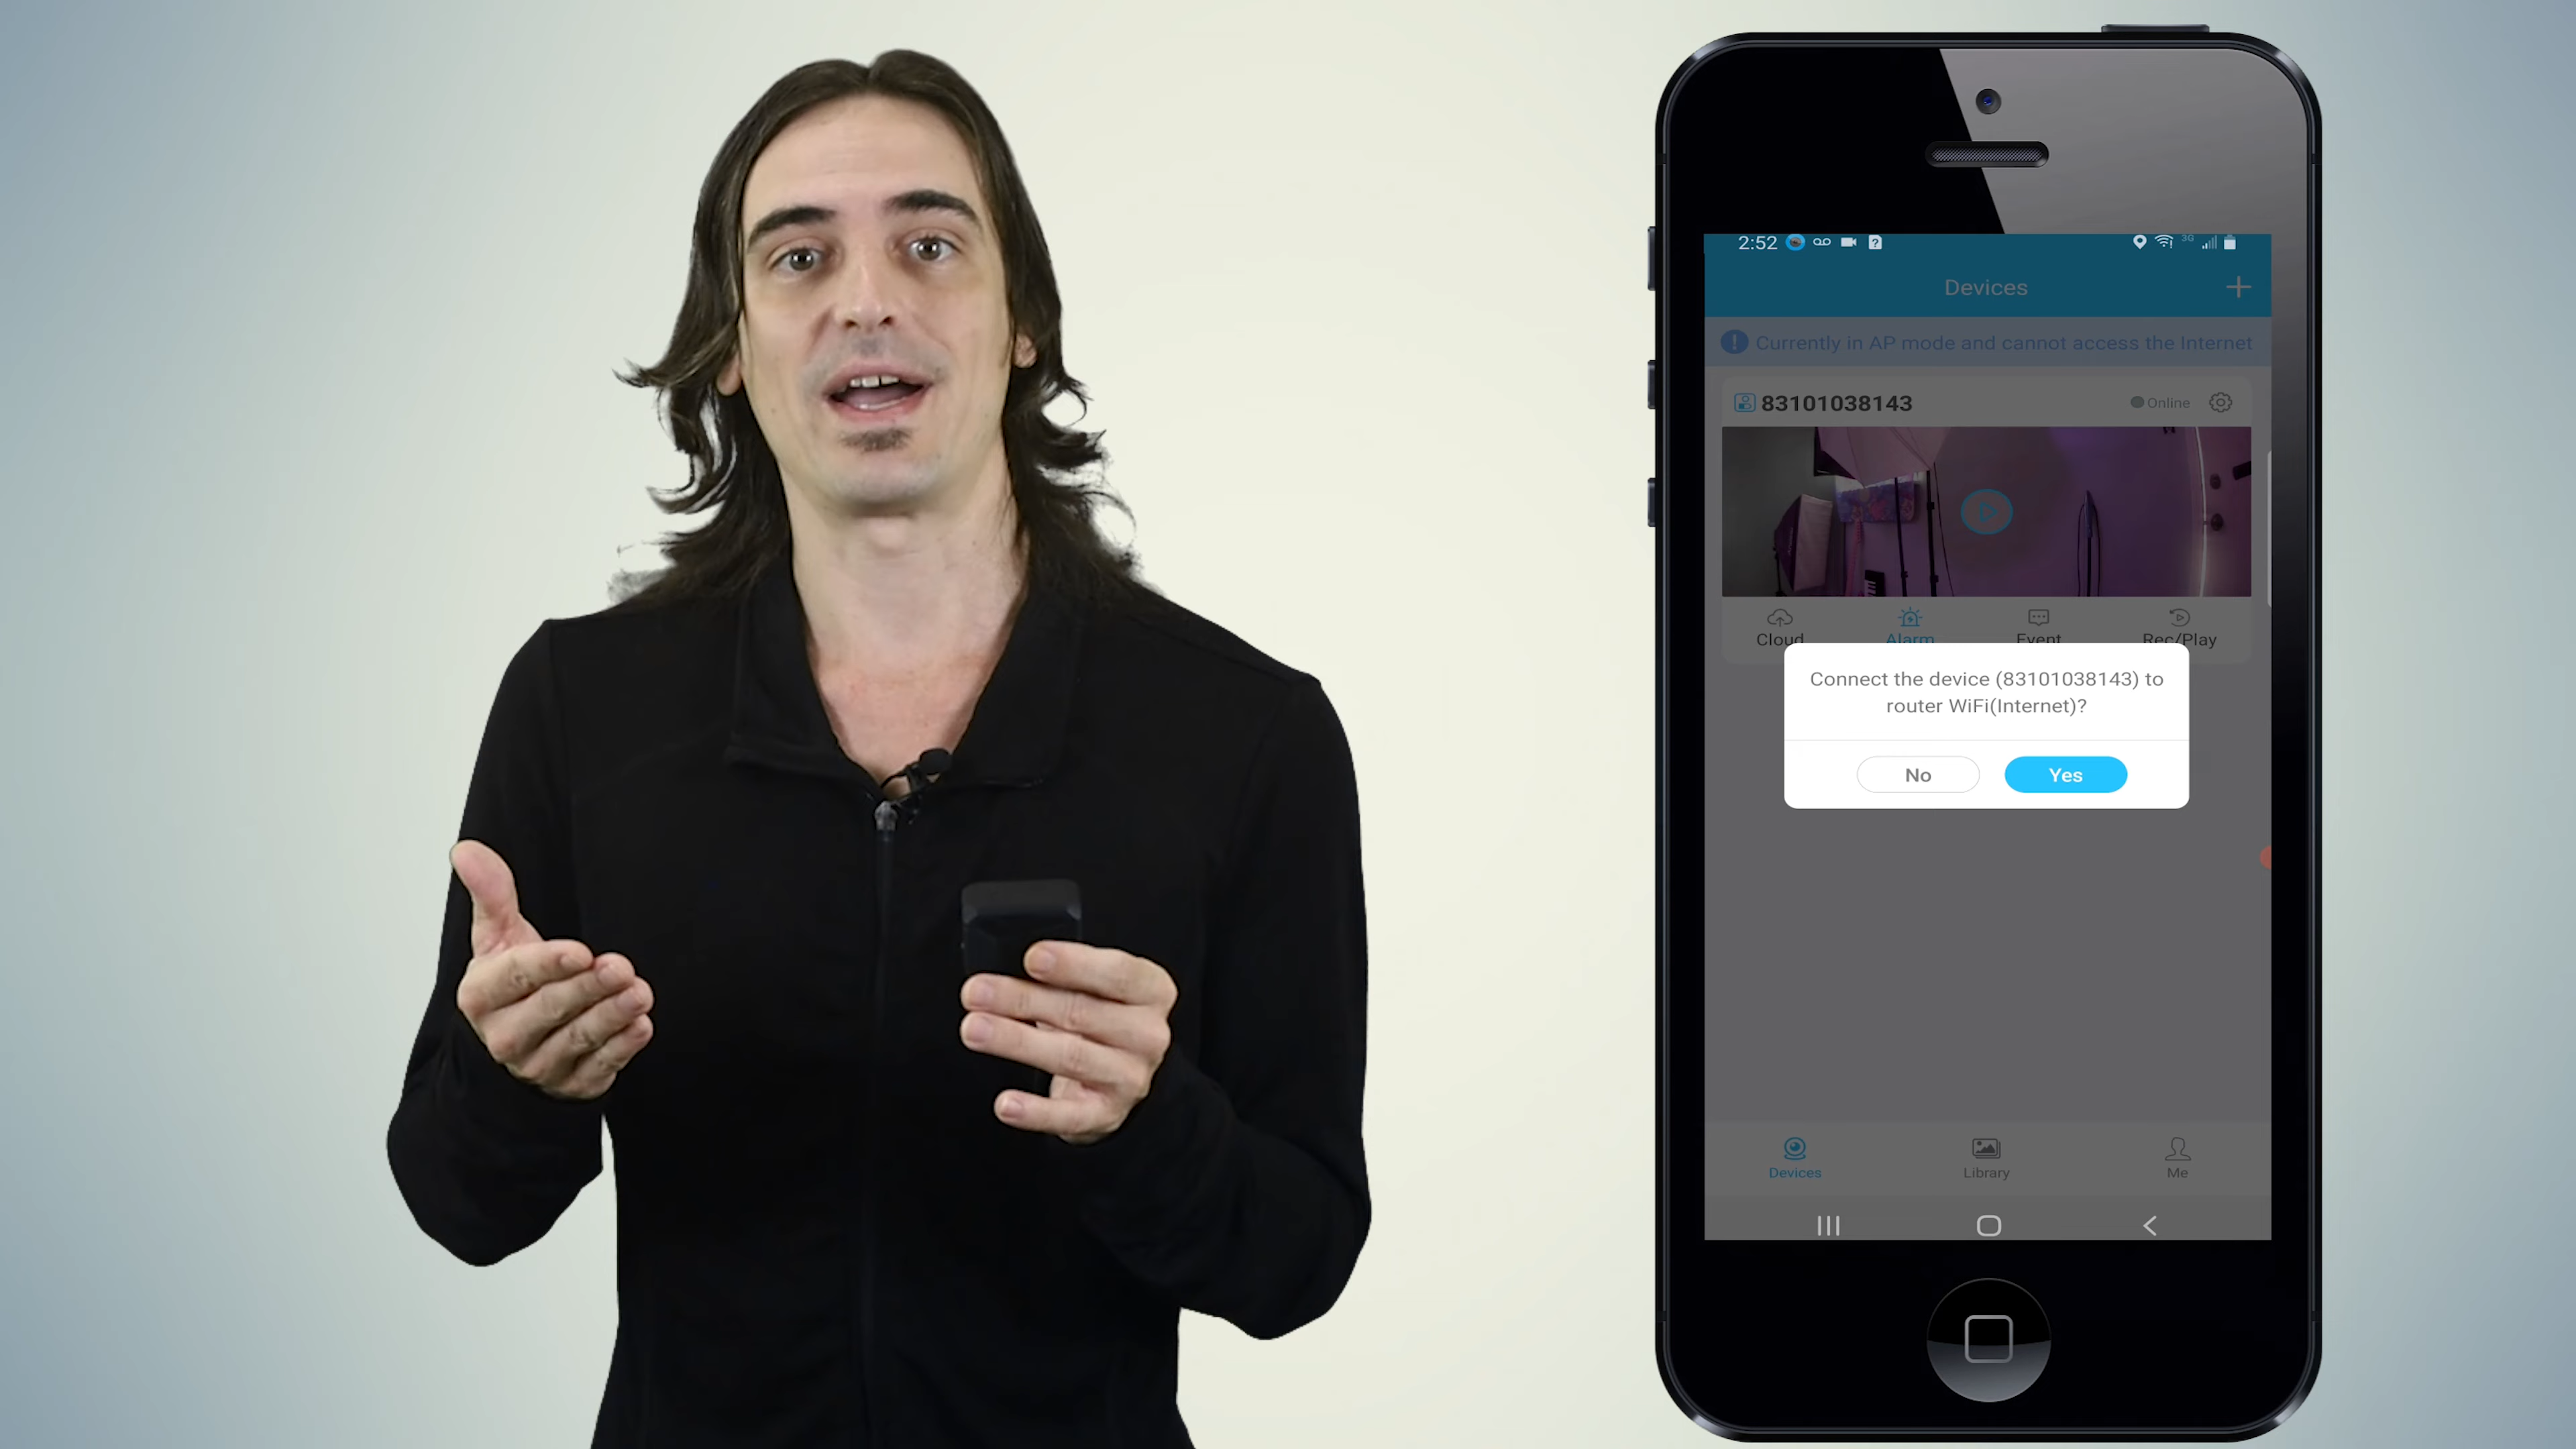 2:52
3G
Devices
Currently in AP mode and cannot access the Internet
83101038143
Online
Cloud
Alarm
Event
Rec/Play
Connect the device (83101038143) to
router WiFi(Internet)?
No
Yes
Devices
Library
Me